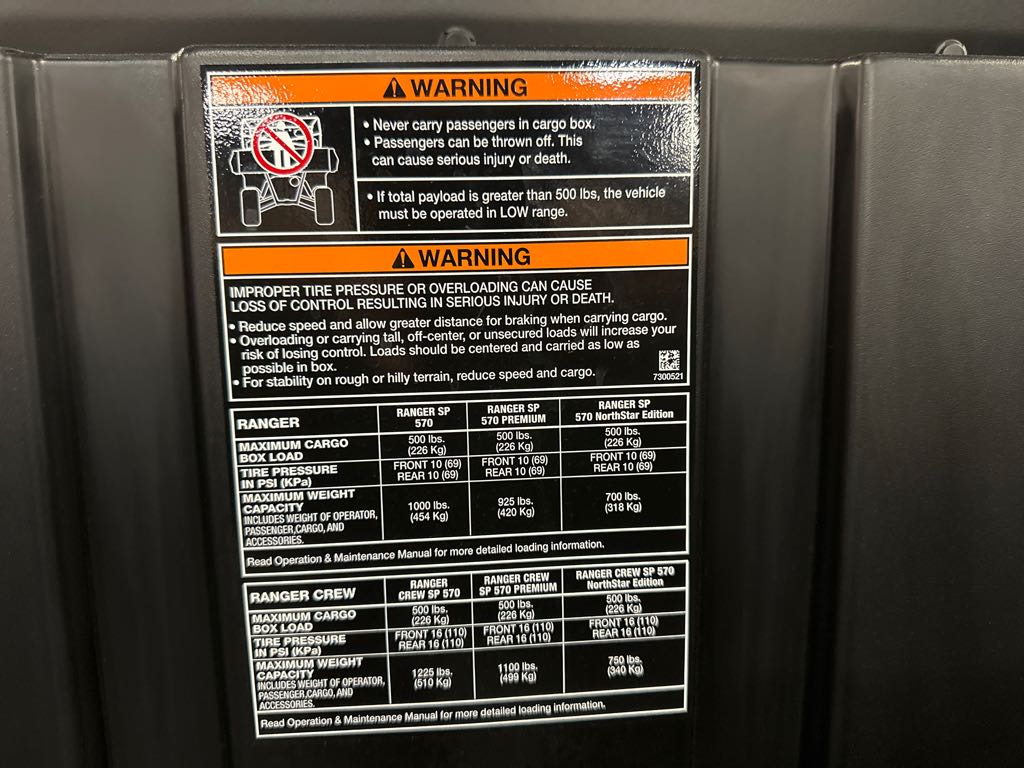 WARNING
• Never carry passengers in cargo box.
• Passengers can be thrown off. This
can cause serious injury or death.
• If total payload is greater than 500 lbs, the vehicle
must be operated in LOW range.
WARNING
IMPROPER TIRE PRESSURE OR OVERLOADING CAN CAUSE
LOSS OF CONTROL RESULTING IN SERIOUS INJURY OR DEATH.
• Reduce speed and allow greater distance for braking when carrying cargo.
• Overloading or carrying tall, off-center, or unsecured loads will increase your
risk of losing control. Loads should be centered and carried as low as
possible in box.
• For stability on rough or hilly terrain, reduce speed and cargo.
7300521
RANGER
RANGER SP
570
RANGER SP
570 PREMIUM
RANGER SP
570 NorthStar Edition
MAXIMUM CARGO
BOX LOAD
500 lbs.
(226 Kg)
500 lbs.
(226 Kg)
500 lbs.
(226 Kg)
TIRE PRESSURE
IN PSI (KPa)
FRONT 10 (69)
REAR 10 (69)
FRONT 10 (69)
REAR 10 (69)
FRONT 10 (69)
REAR 10 (69)
MAXIMUM WEIGHT
CAPACITY
INCLUDES WEIGHT OF OPERATOR,
PASSENGER,CARGO, AND
ACCESSORIES.
1000 lbs.
(454 Kg)
925 lbs.
(420 Kg)
700 lbs.
(318 Kg)
Read Operation & Maintenance Manual for more detailed loading information.
RANGER CREW
RANGER
CREW SP 570
RANGER CREW
SP 570 PREMIUM
RANGER CREW SP 570
NorthStar Edition
MAXIMUM CARGO
BOX LOAD
500 lbs.
(226 Kg)
500 lbs.
(226 Kg)
500 lbs.
(226 Kg)
TIRE PRESSURE
IN PSI (KPa)
FRONT 16 (110)
REAR 16 (110)
FRONT 16 (110)
REAR 16 (110)
FRONT 16 (110)
REAR 16 (110)
MAXIMUM WEIGHT
CAPACITY
INCLUDES WEIGHT OF OPERATOR,
PASSENGER,CARGO, AND
ACCESSORIES.
1225 lbs.
(510 Kg)
1100 lbs.
(499 Kg)
750 lbs.
(340 Kg)
Read Operation & Maintenance Manual for more detailed loading information.